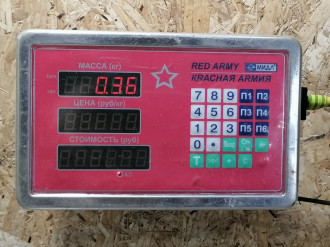 МАССА (кг)
0.36
ЦЕНА (руб/кг)
СТОИМОСТЬ (руб)
RED ARMY
КРАСНАЯ АРМИЯ
МИДЛ
7 8 9 П1 П2
4 5 6 П3 П4
1 2 3 П5 П6
0 •
T